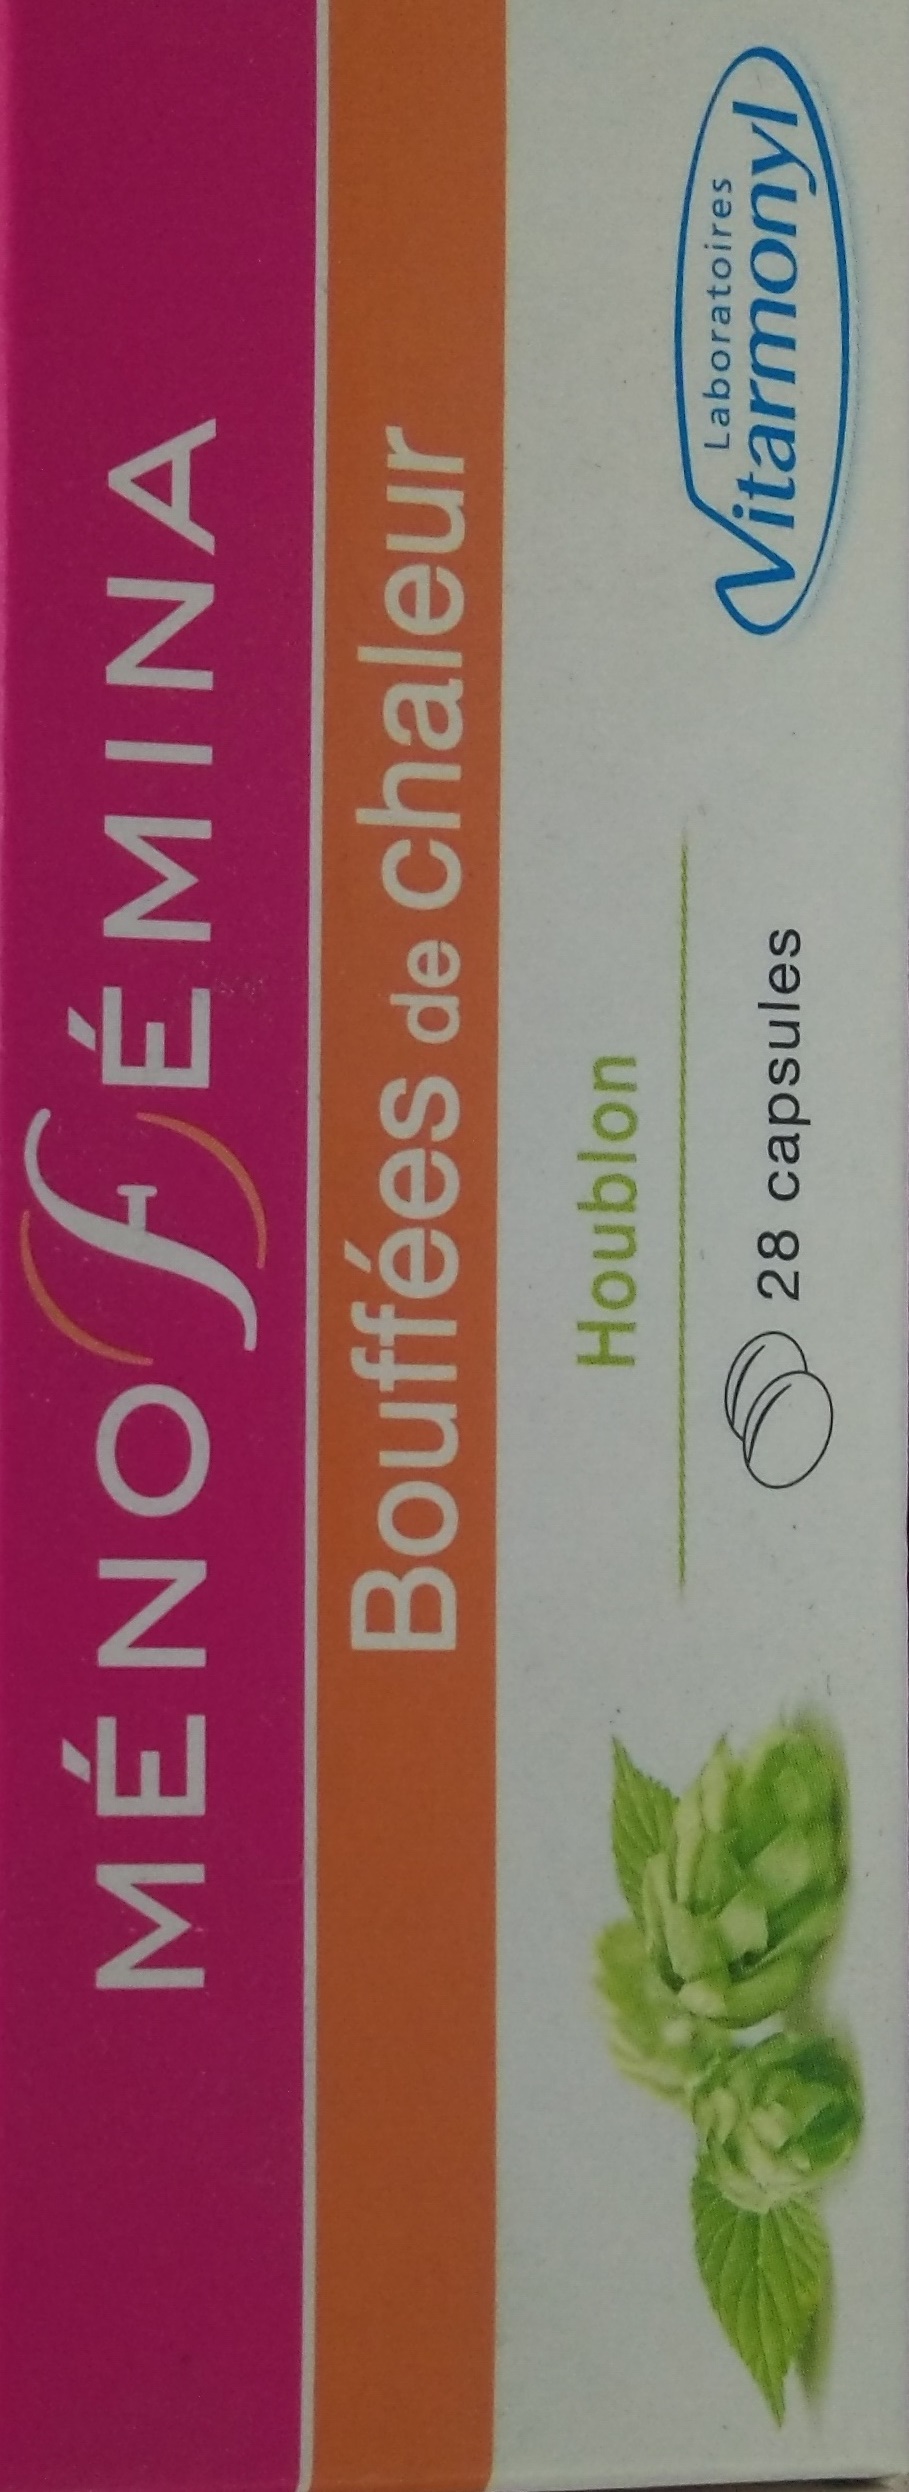 MÉNOFÉMINA
Bouffées de chaleur
Houblon
28 capsules
Laboratoires
Vitarmonyl